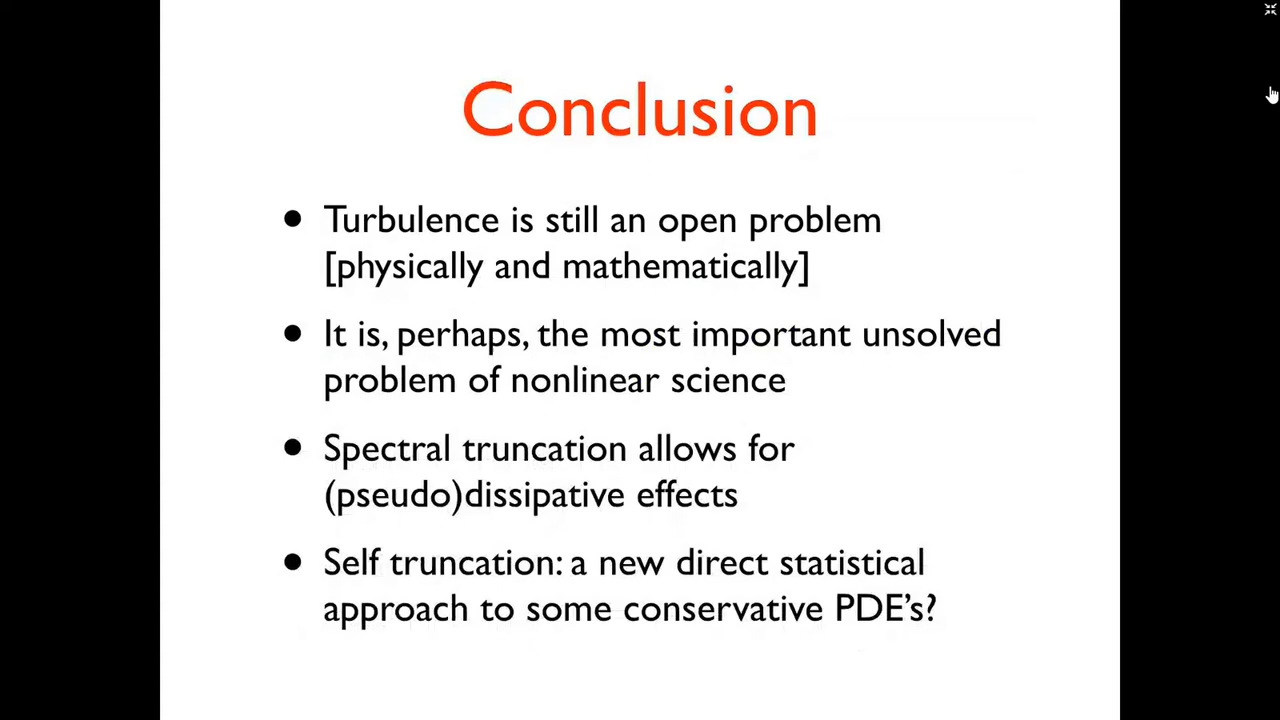 Conclusion
• Turbulence is still an open problem
[physically and mathematically]
• It is, perhaps, the most important unsolved
problem of nonlinear science
• Spectral truncation allows for
(pseudo)dissipative effects
• Self truncation: a new direct statistical
approach to some conservative PDE’s?